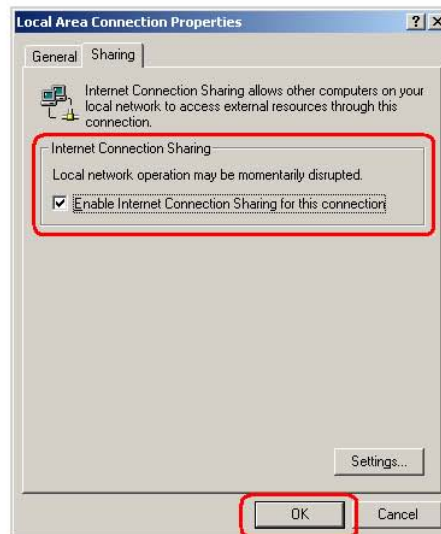 Local Area Connection Properties
General Sharing
Internet Connection Sharing allows other computers on your
local network to access external resources through this
connection.
Internet Connection Sharing
Local network operation may be momentarily disrupted.
Enable Internet Connection Sharing for this connection
Settings...
OK Cancel